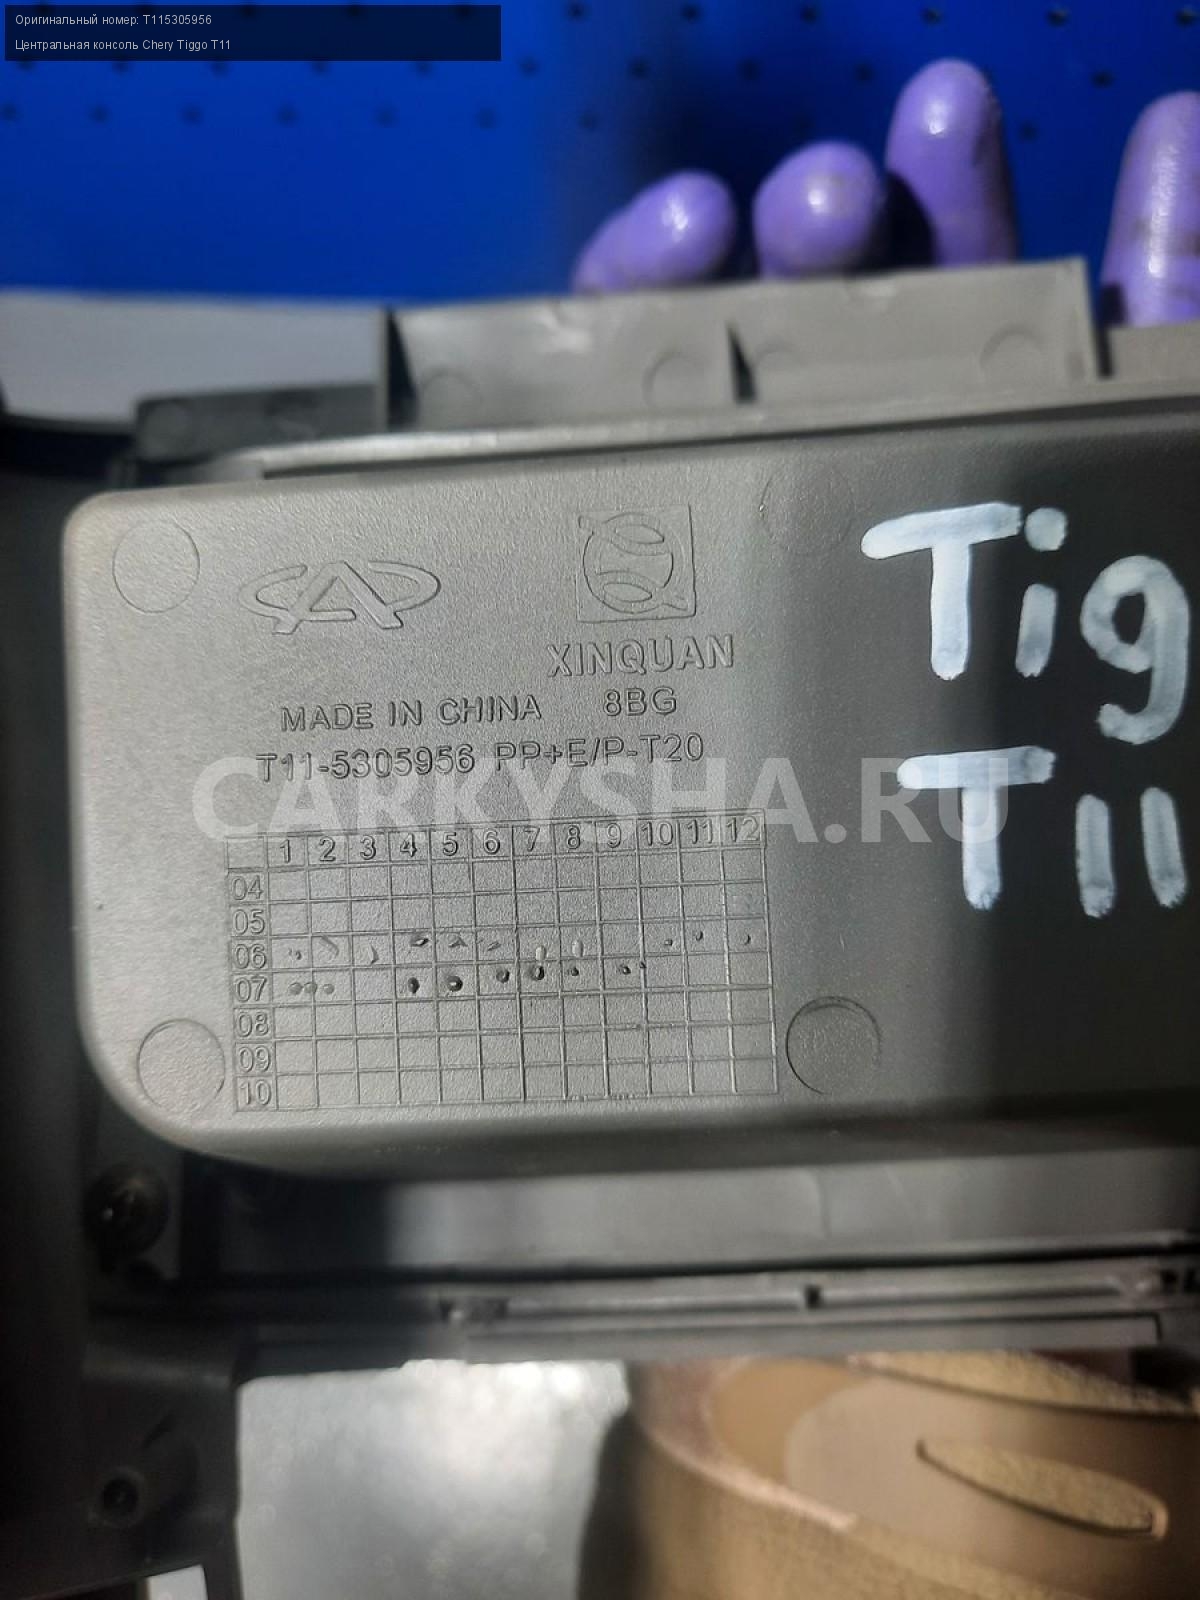 Оригинальный номер: T115305956
Центральная консоль Chery Tiggo T11
XINQUAN
MADE IN CHINA 8BG
T11-5305956 PP+E/P-T20
CARKYSHA.RU
1 2 3 4 5 6 7 8 9 10 11 12
04
05
06
07
08
09
10
Tig
T11